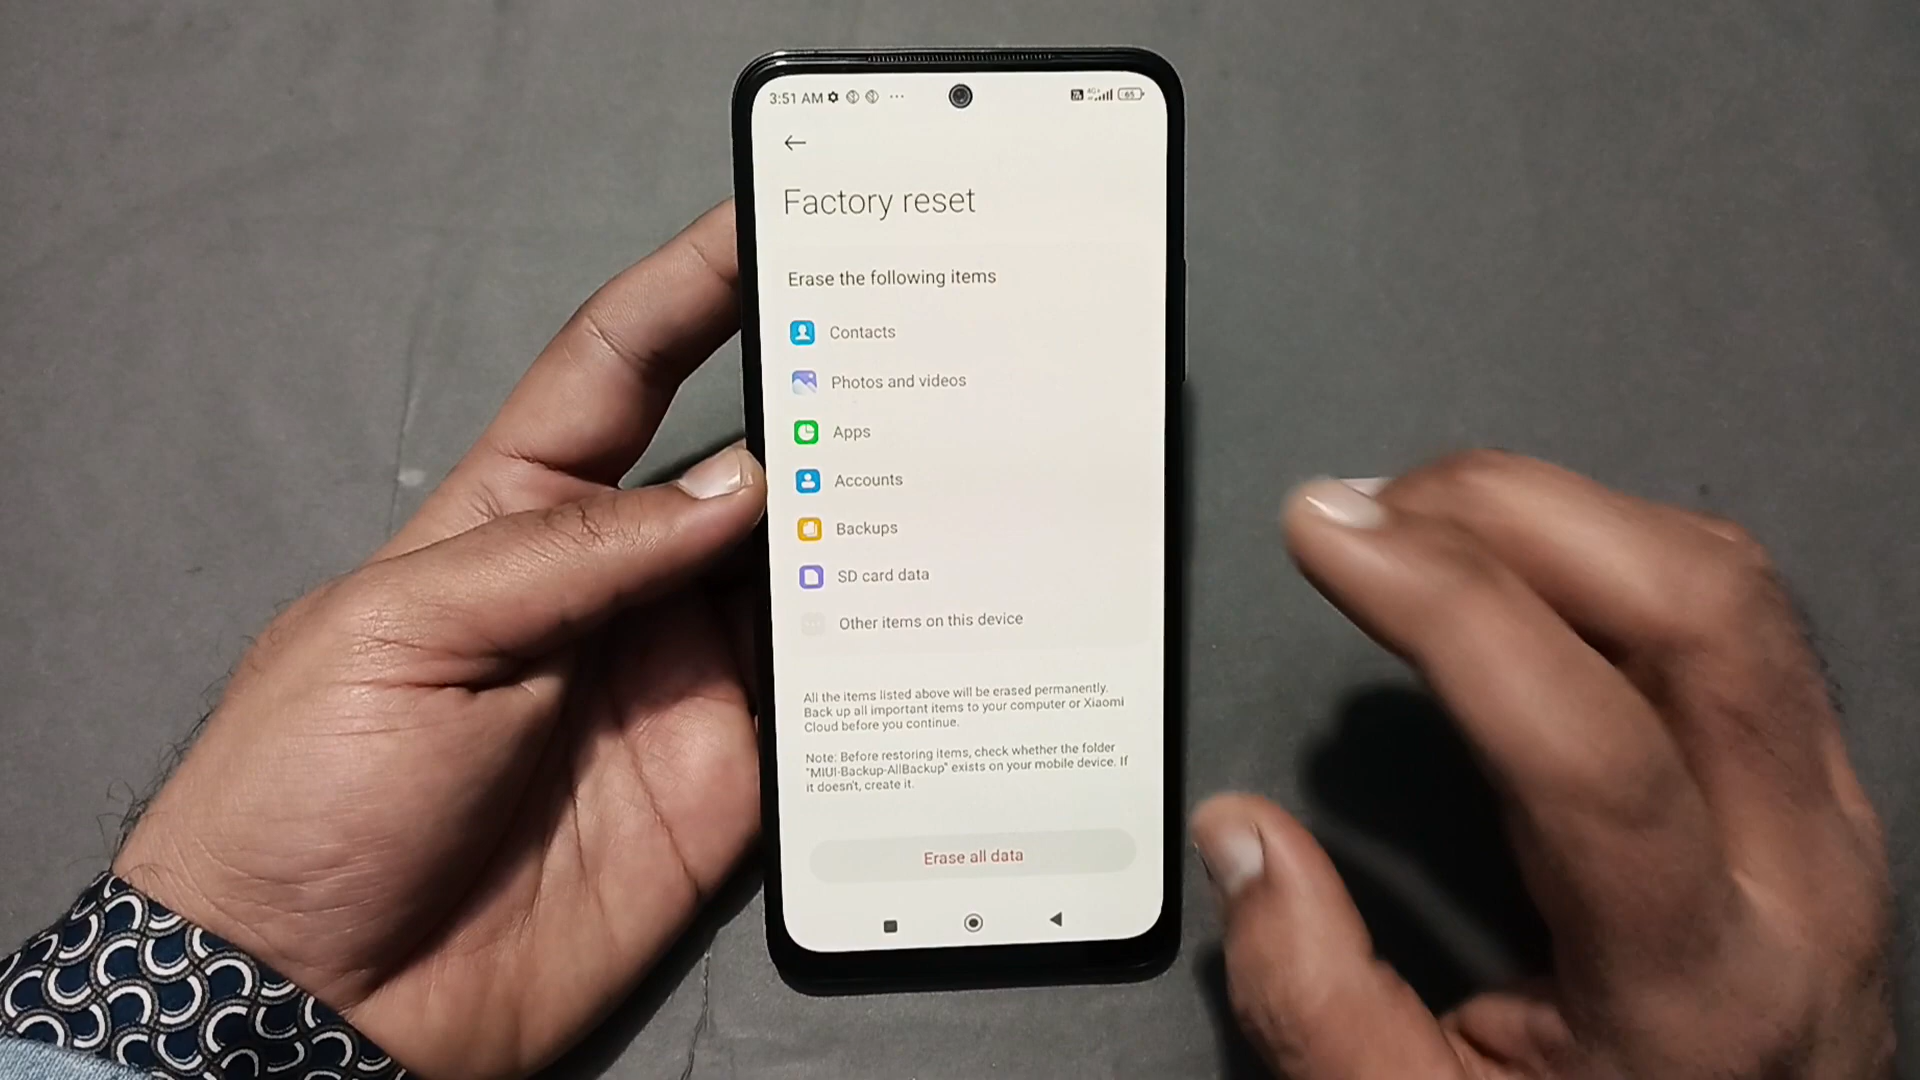 3:51 AM
65
Factory reset
Erase the following items
Contacts
Photos and videos
Apps
Accounts
Backups
SD card data
Other items on this device
All the items listed above will be erased permanently.
Back up all important items to your computer or Xiaomi
Cloud before you continue.
Note: Before restoring items, check whether the folder
"MIUI-Backup-AllBackup" exists on your mobile device. If
it doesn't, create it.
Erase all data